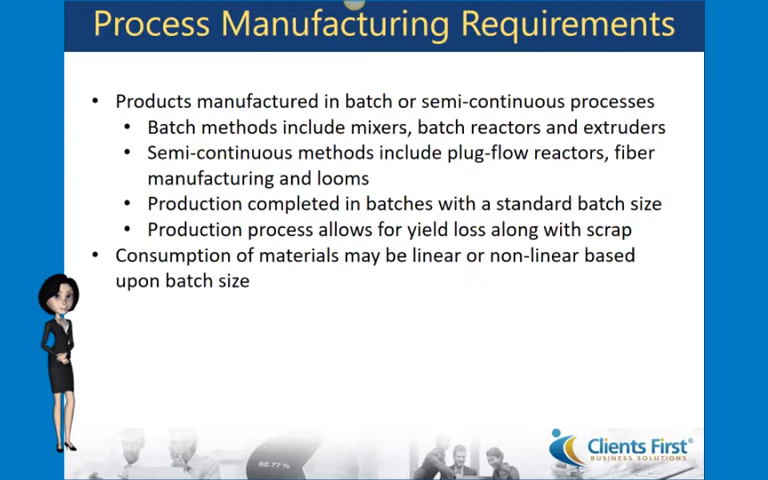 Process Manufacturing Requirements
• Products manufactured in batch or semi-continuous processes
• Batch methods include mixers, batch reactors and extruders
• Semi-continuous methods include plug-flow reactors, fiber
manufacturing and looms
• Production completed in batches with a standard batch size
• Production process allows for yield loss along with scrap
• Consumption of materials may be linear or non-linear based
upon batch size
62.77 %
Clients First®
BUSINESS SOLUTIONS